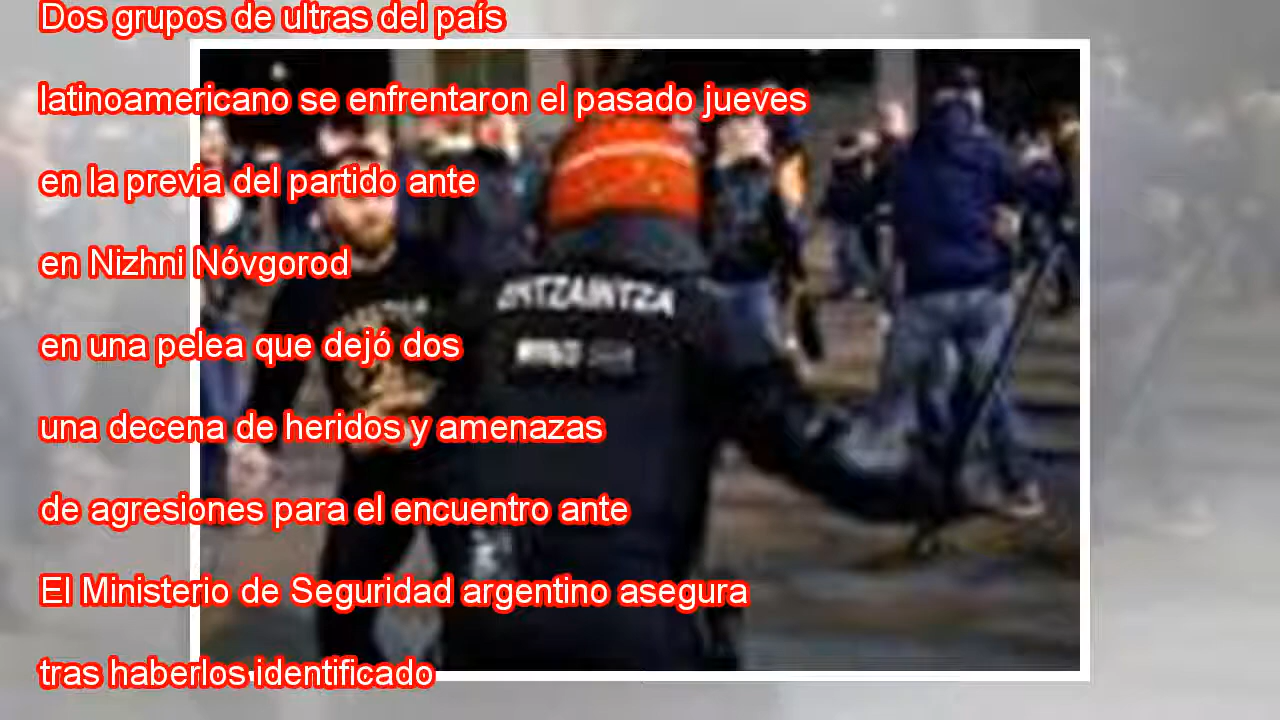 Dos grupos de ultras del país
latinoamericano se enfrentaron el pasado jueves
en la previa del partido ante
en Nizhni Nóvgorod
en una pelea que dejó dos
una decena de heridos y amenazas
de agresiones para el encuentro ante
El Ministerio de Seguridad argentino asegura
tras haberlos identificado
ERTZAINTZA